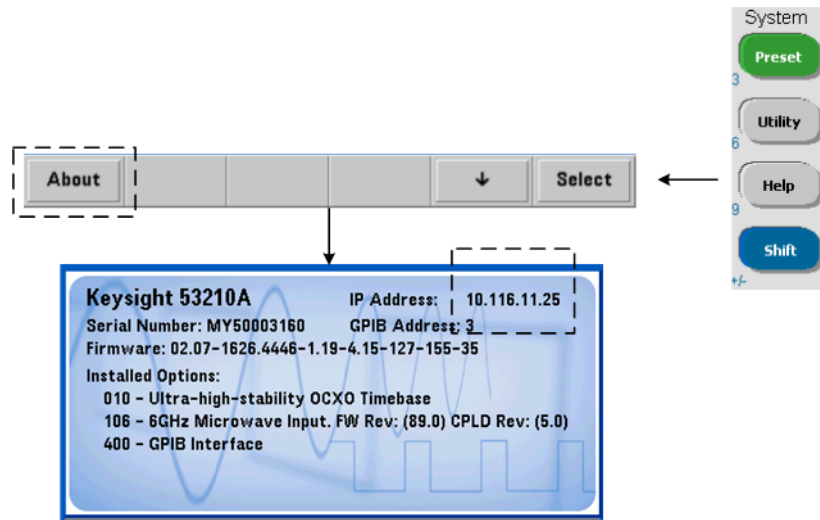 System
Preset
3
Utility
6
Help
9
Shift
+/-
About ↓ Select
Keysight 53210A IP Address: 10.116.11.25
Serial Number: MY50003160 GPIB Address: 3
Firmware: 02.07-1626.4446-1.19-4.15-127-155-35
Installed Options:
010 - Ultra-high-stability OCXO Timebase
106 - 6GHz Microwave Input. FW Rev: (89.0) CPLD Rev: (5.0)
400 - GPIB Interface